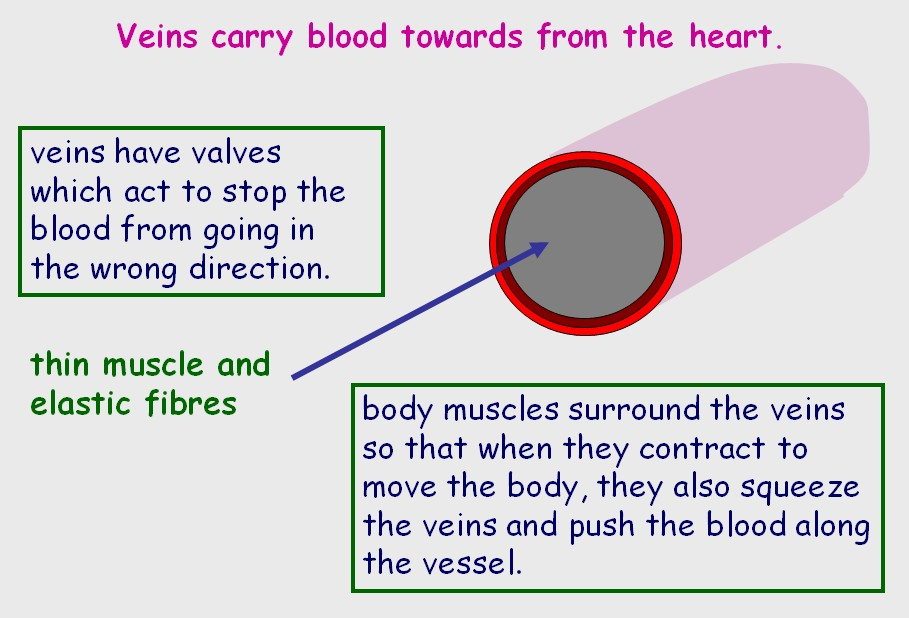 Veins carry blood towards from the heart.
veins have valves
which act to stop the
blood from going in
the wrong direction.
thin muscle and
elastic fibres
body muscles surround the veins
so that when they contract to
move the body, they also squeeze
the veins and push the blood along
the vessel.